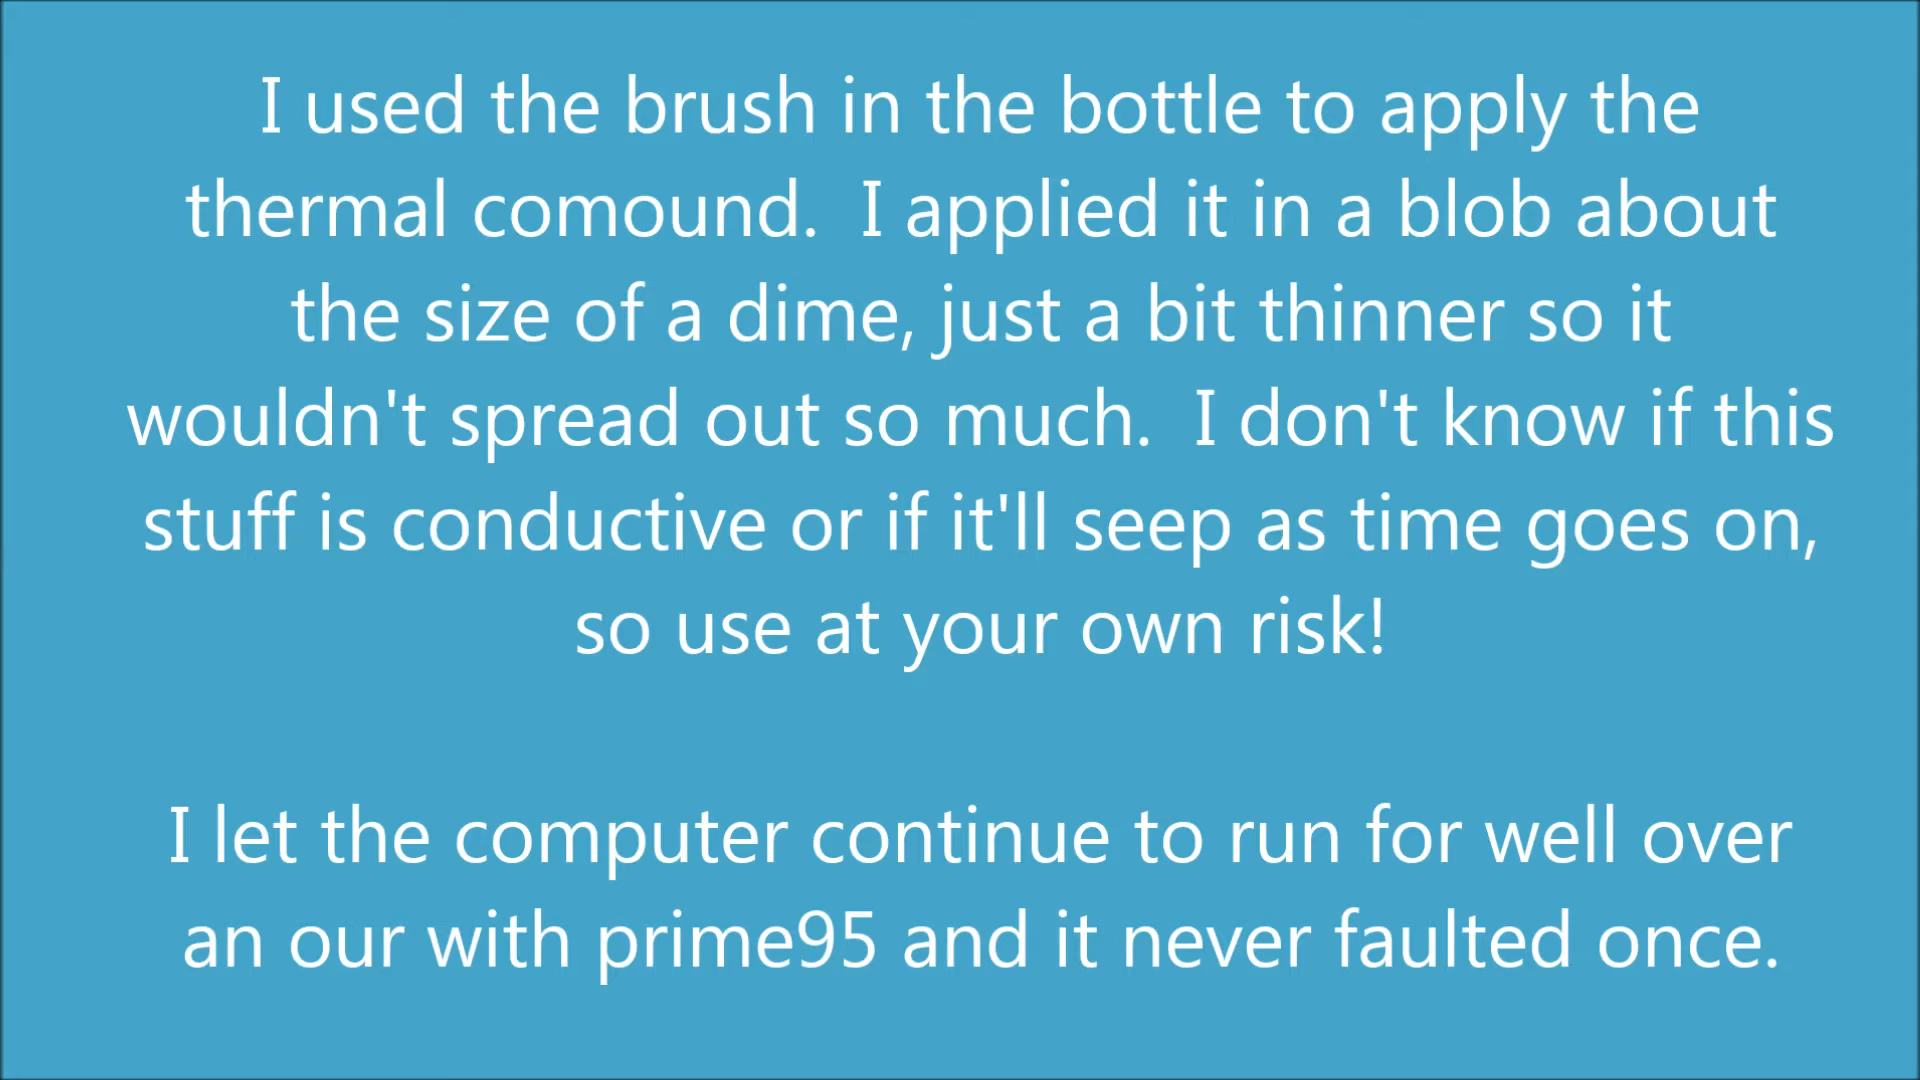 I used the brush in the bottle to apply the
thermal comound.  I applied it in a blob about
the size of a dime, just a bit thinner so it
wouldn't spread out so much.  I don't know if this
stuff is conductive or if it'll seep as time goes on,
so use at your own risk!
I let the computer continue to run for well over
an our with prime95 and it never faulted once.